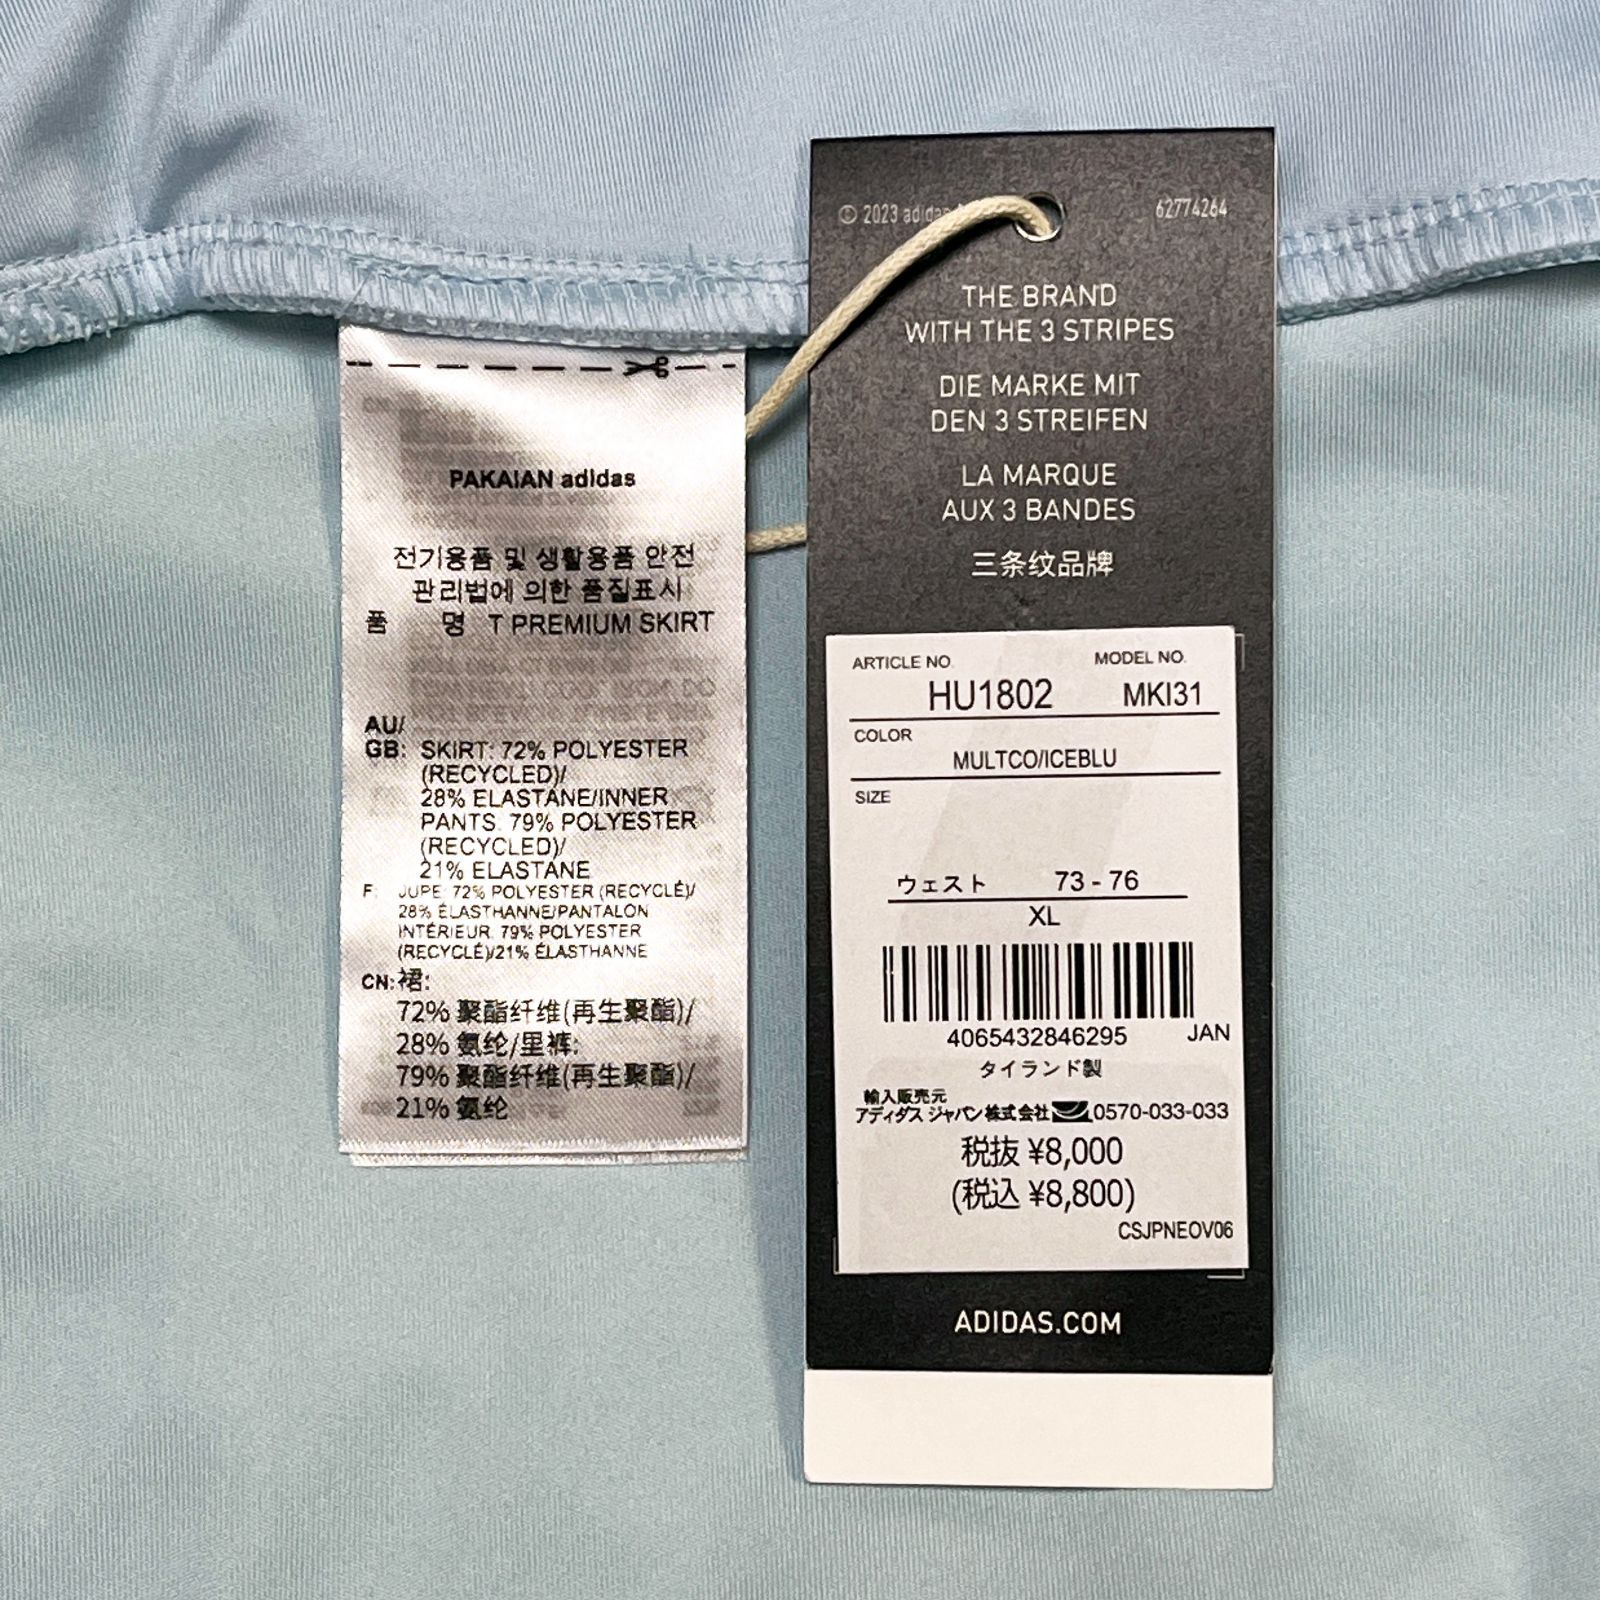 PAKAIAN adidas
전기용품 및 생활용품 안전
관리법에 의한 품질표시
품 명 T PREMIUM SKIRT
AU/
GB: SKIRT: 72% POLYESTER
(RECYCLED)/
28% ELASTANE/INNER
PANTS: 79% POLYESTER
(RECYCLED)/
21% ELASTANE
F: JUPE: 72% POLYESTER (RECYCLÉ)/
28% ÉLASTHANNE/PANTALON
INTÉRIEUR: 79% POLYESTER
(RECYCLÉ)/21% ÉLASTHANNE
CN: 裙:
72% 聚酯纤维(再生聚酯)/
28% 氨纶/里裤:
79% 聚酯纤维(再生聚酯)/
21% 氨纶
© 2023 adidas
62774264
THE BRAND
WITH THE 3 STRIPES
DIE MARKE MIT
DEN 3 STREIFEN
LA MARQUE
AUX 3 BANDES
三条纹品牌
ARTICLE NO. MODEL NO.
HU1802 MKI31
COLOR
MULTCO/ICEBLU
SIZE
ウェスト 73 - 76
XL
4065432846295 JAN
タイランド製
輸入販売元
アディダス ジャパン株式会社 0570-033-033
税抜 ¥8,000
(税込 ¥8,800)
CSJPNEOV06
ADIDAS.COM